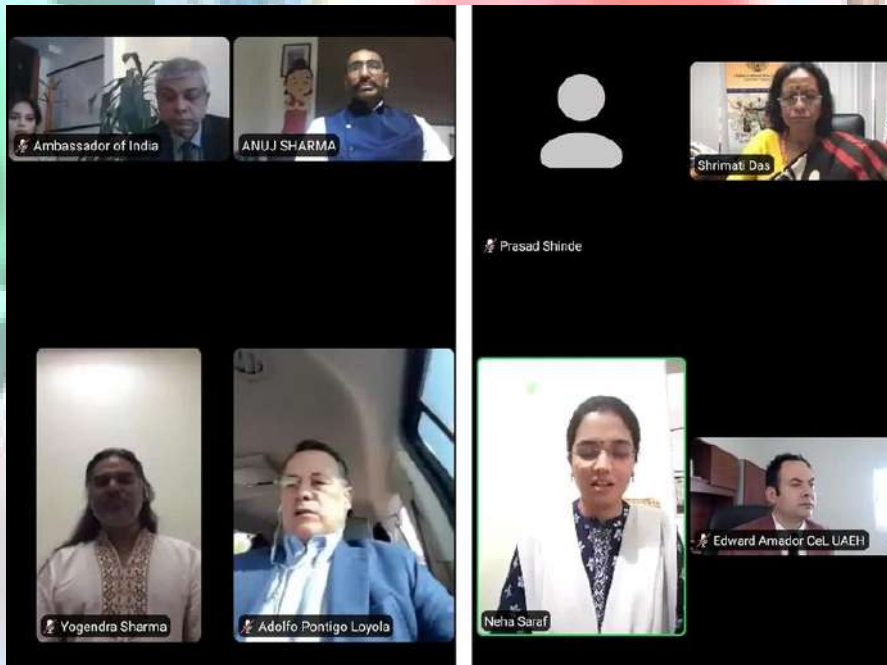 Ambassador of India
ANUJ SHARMA
Yogendra Sharma
Adolfo Pontigo Loyola
Prasad Shinde
Shrimati Das
Neha Saraf
Edward Amador CeL UAEH